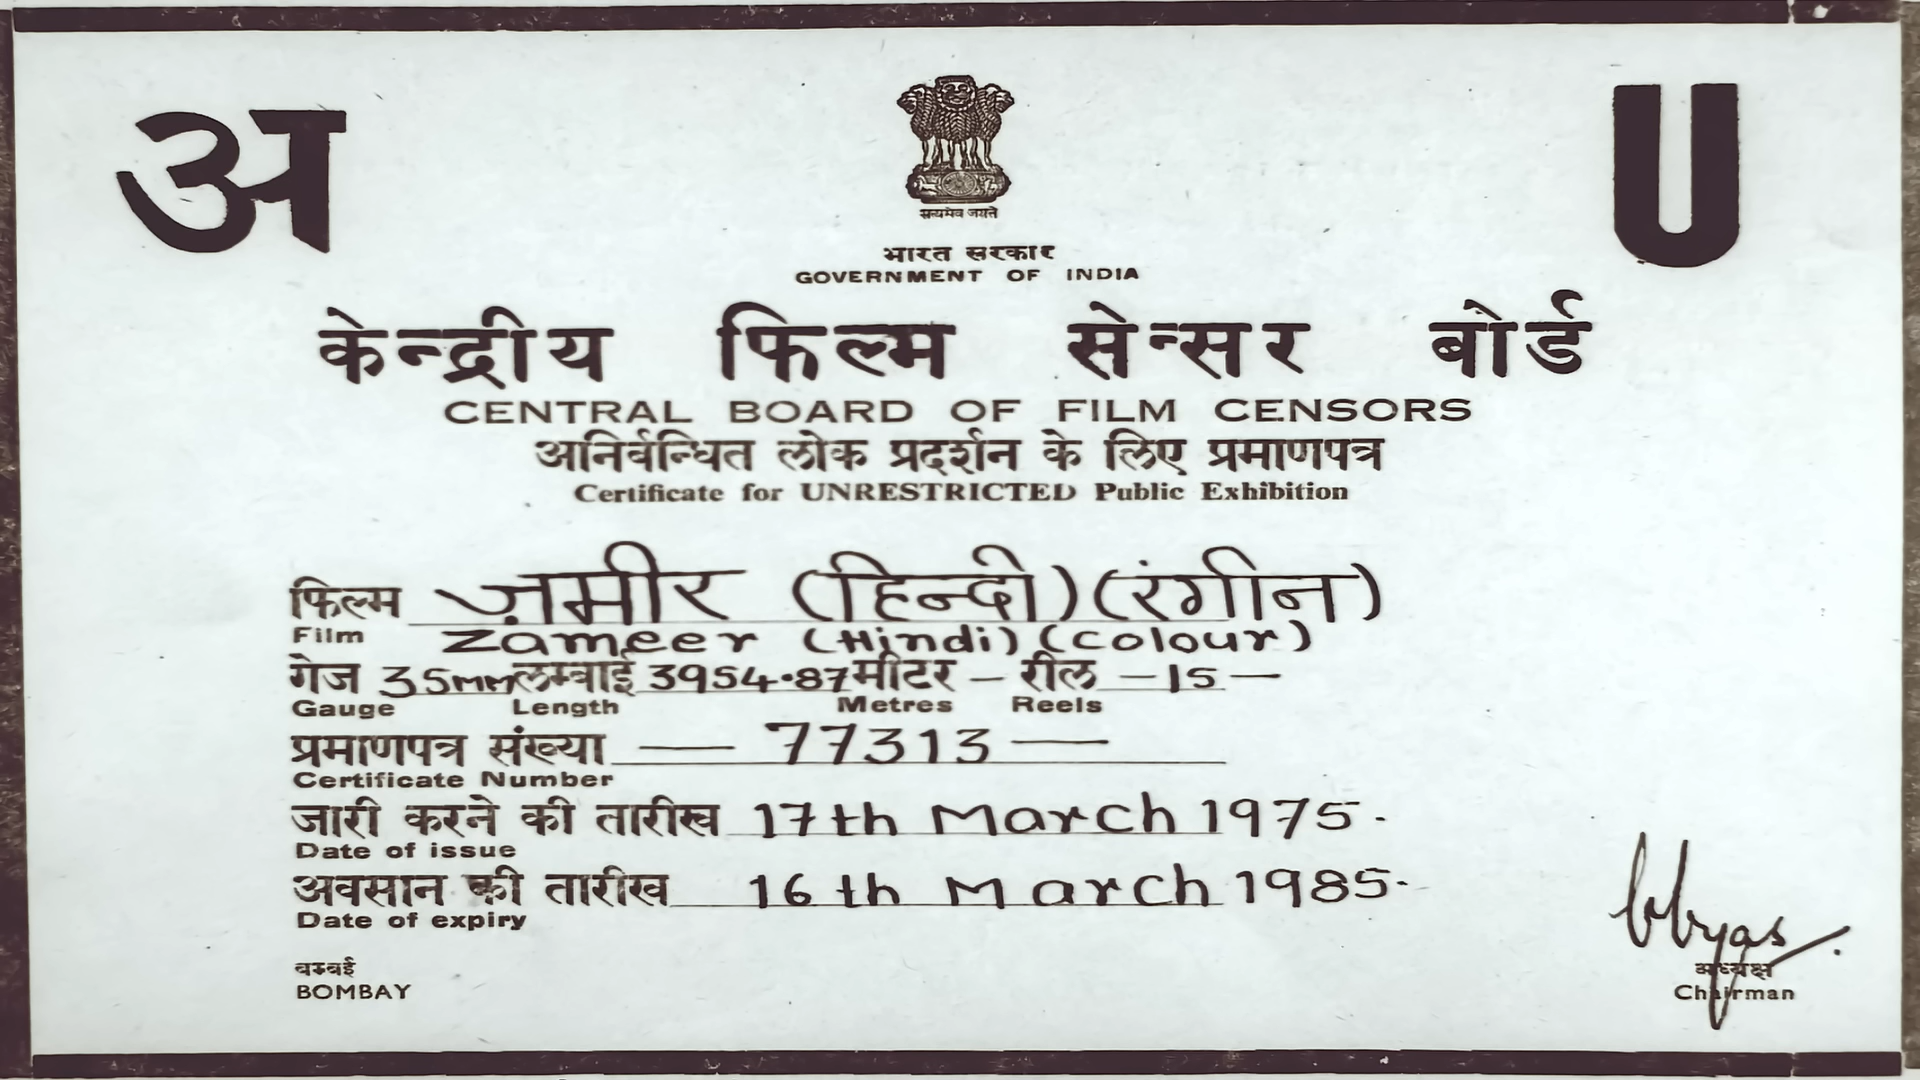 अ
U
सत्यमेव जयते
भारत सरकार
GOVERNMENT OF INDIA
केन्द्रीय फिल्म सेन्सर बोर्ड
CENTRAL BOARD OF FILM CENSORS
अनिर्बन्धित लोक प्रदर्शन के लिए प्रमाणपत्र
Certificate for UNRESTRICTED Public Exhibition
फिल्म ज़मीर (हिन्दी) (रंगीन)
Film Zameer (Hindi) (colour)
गेज 35mm लम्बाई 3954.87 मीटर - रील - 15 -
Gauge Length Metres Reels
प्रमाणपत्र संख्या — 77313 —
Certificate Number
जारी करने की तारीख 17th March 1975.
Date of issue
अवसान की तारीख 16th March 1985.
Date of expiry
बम्बई
BOMBAY
अध्यक्ष
Chairman